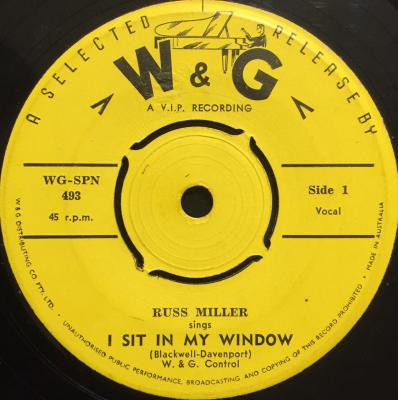 A SELECTED RELEASE BY
W & G
A V.I.P. RECORDING
WG-SPN
493
45 r.p.m.
Side 1
Vocal
RUSS MILLER
sings
I SIT IN MY WINDOW
(Blackwell-Davenport)
W. & G. Control
W & G DISTRIBUTING CO PTY. LTD. · UNAUTHORISED PUBLIC PERFORMANCE, BROADCASTING AND COPYING OF THIS RECORD PROHIBITED · MADE IN AUSTRALIA